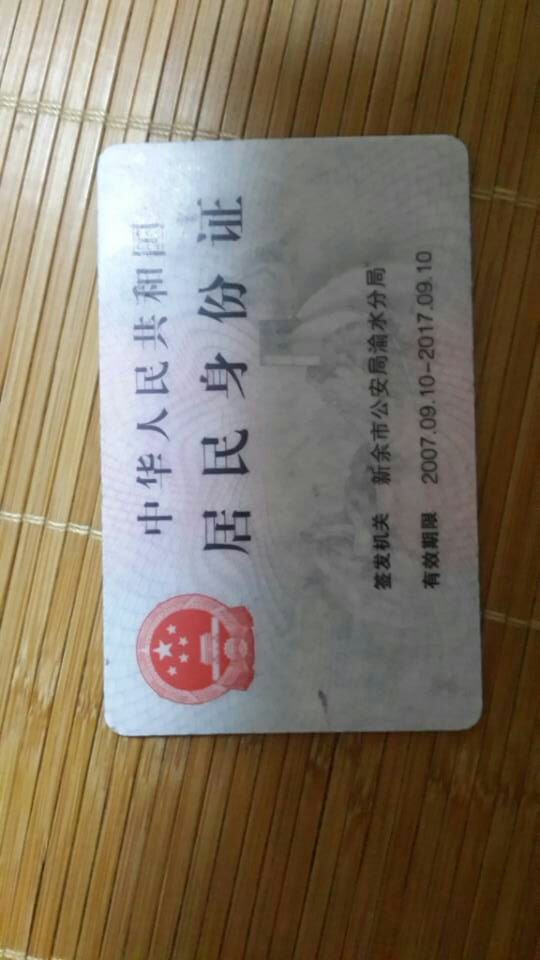 中华人民共和国
居民身份证
签发机关 新余市公安局渝水分局
有效期限 2007.09.10-2017.09.10